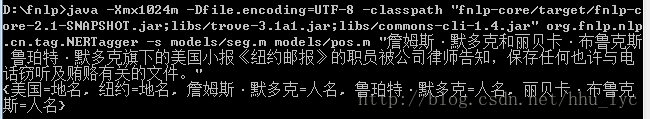 D:\fnlp>java -Xmx1024m -Dfile.encoding=UTF-8 -classpath "fnlp-core/target/fnlp-c
ore-2.1-SNAPSHOT.jar;libs/trove-3.1a1.jar;libs/commons-cli-1.4.jar" org.fnlp.nlp
.cn.tag.NERTagger -s models/seg.m models/pos.m "詹姆斯·默多克和丽贝卡·布鲁克斯
 鲁珀特·默多克旗下的美国小报《纽约邮报》的职员被公司律师告知，保存任何也许与电
话窃听及贿赂有关的文件。"
{美国=地名, 纽约=地名, 詹姆斯·默多克=人名, 鲁珀特·默多克=人名, 丽贝卡·布鲁克
斯=人名}
http://blog.csdn.net/hhu_lyc